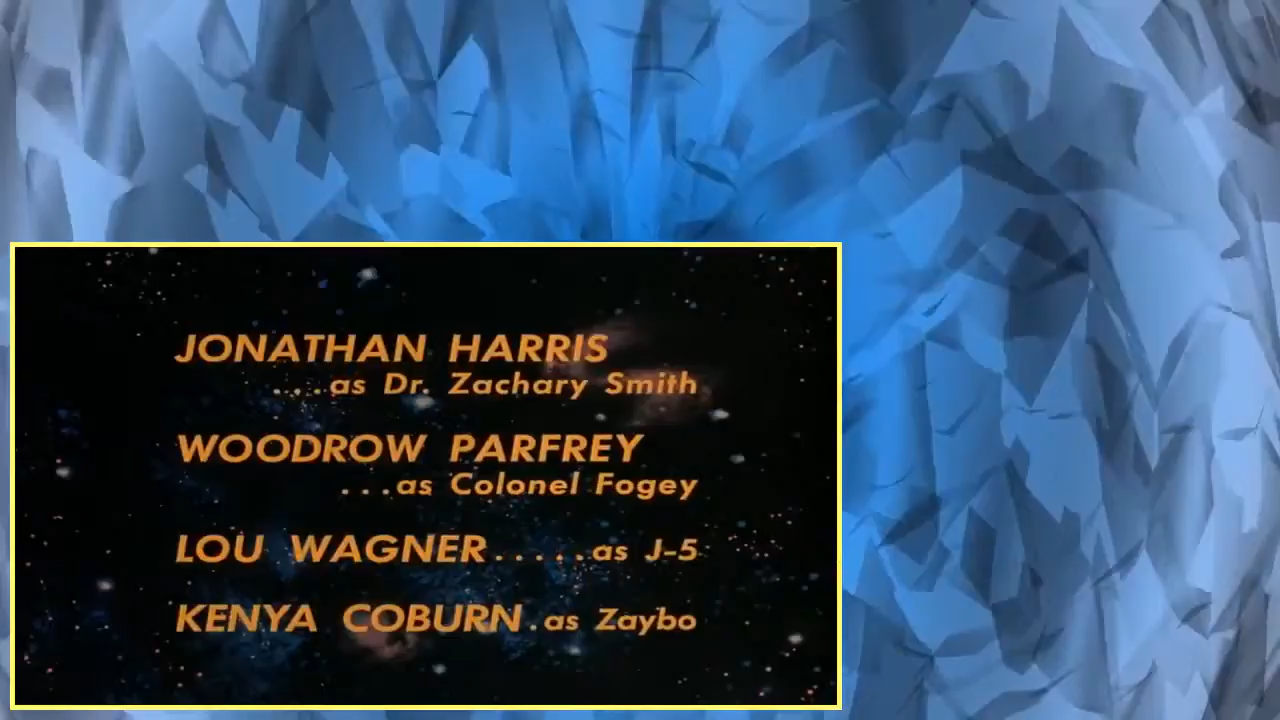 JONATHAN HARRIS
...as Dr. Zachary Smith
WOODROW PARFREY
...as Colonel Fogey
LOU WAGNER.....as J-5
KENYA COBURN.as Zaybo